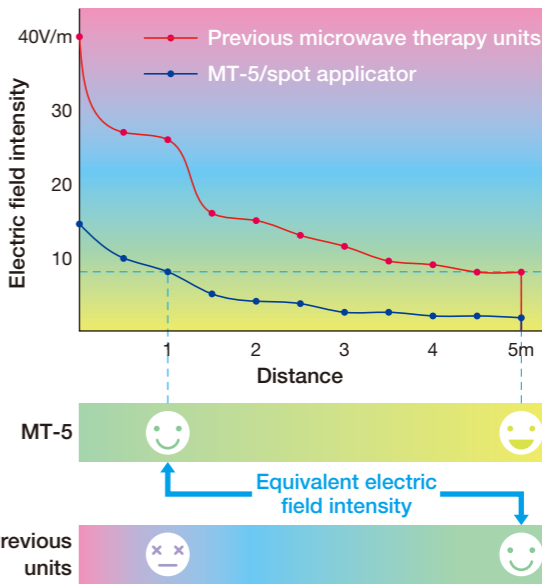 40V/m
30
20
10
Electric field intensity
Previous microwave therapy units
MT-5/spot applicator
1 2 3 4 5m
Distance
MT-5
Equivalent electric
field intensity
revious
units